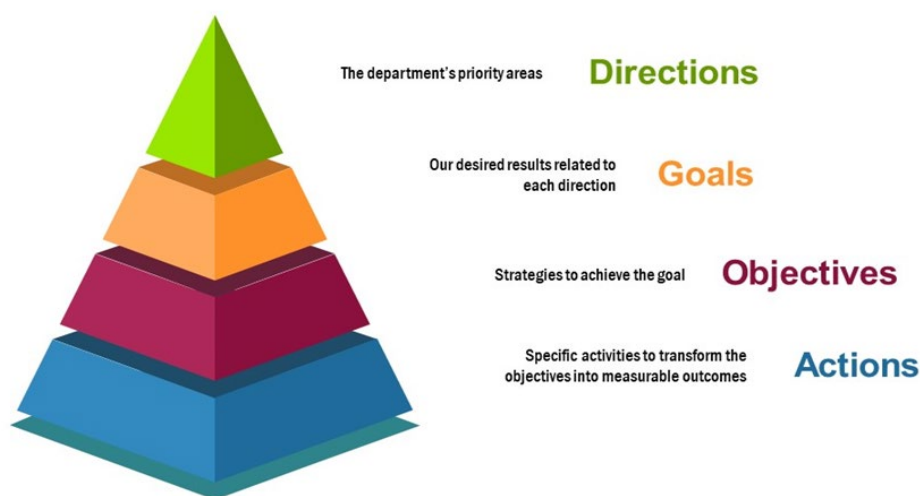 The department's priority areas
Directions
Our desired results related to
each direction
Goals
Strategies to achieve the goal
Objectives
Specific activities to transform the
objectives into measurable outcomes
Actions